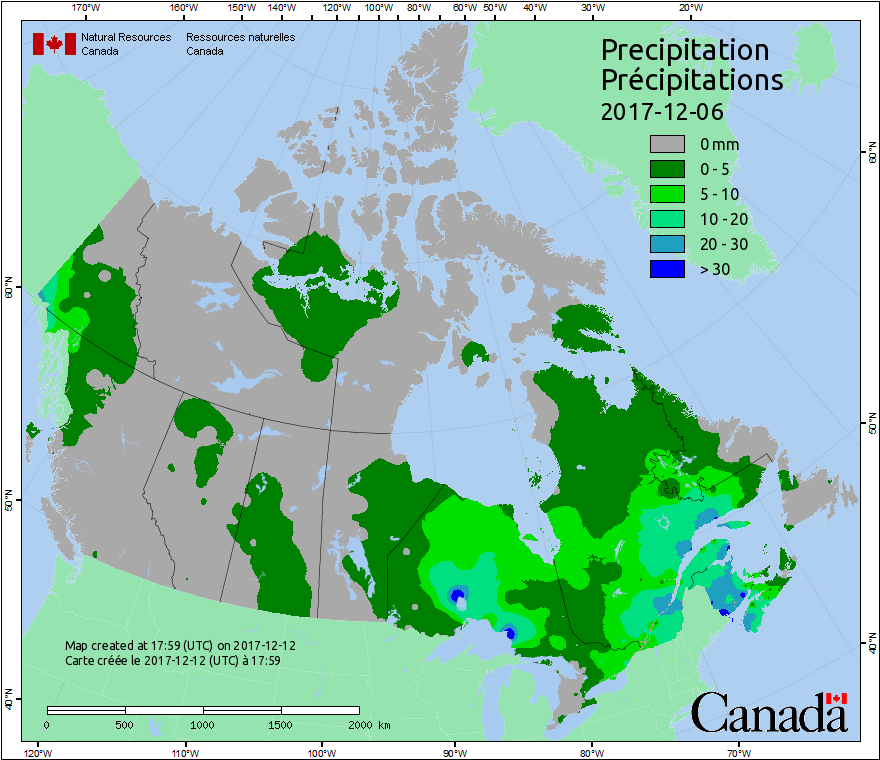 170°W 160°W 150°W 140°W 120°W 100°W 80°W 60°W 50°W 40°W 30°W 20°W
Natural Resources Ressources naturelles
Canada Canada
Precipitation
Précipitations
2017-12-06
0 mm
0 - 5
5 - 10
10 - 20
20 - 30
> 30
60°N
60°N
50°N
50°N
40°N
40°N
Map created at 17:59 (UTC) on 2017-12-12
Carte créée le 2017-12-12 (UTC) à 17:59
0 500 1000 1500 2000 km
Canada
120°W 110°W 100°W 90°W 80°W 70°W